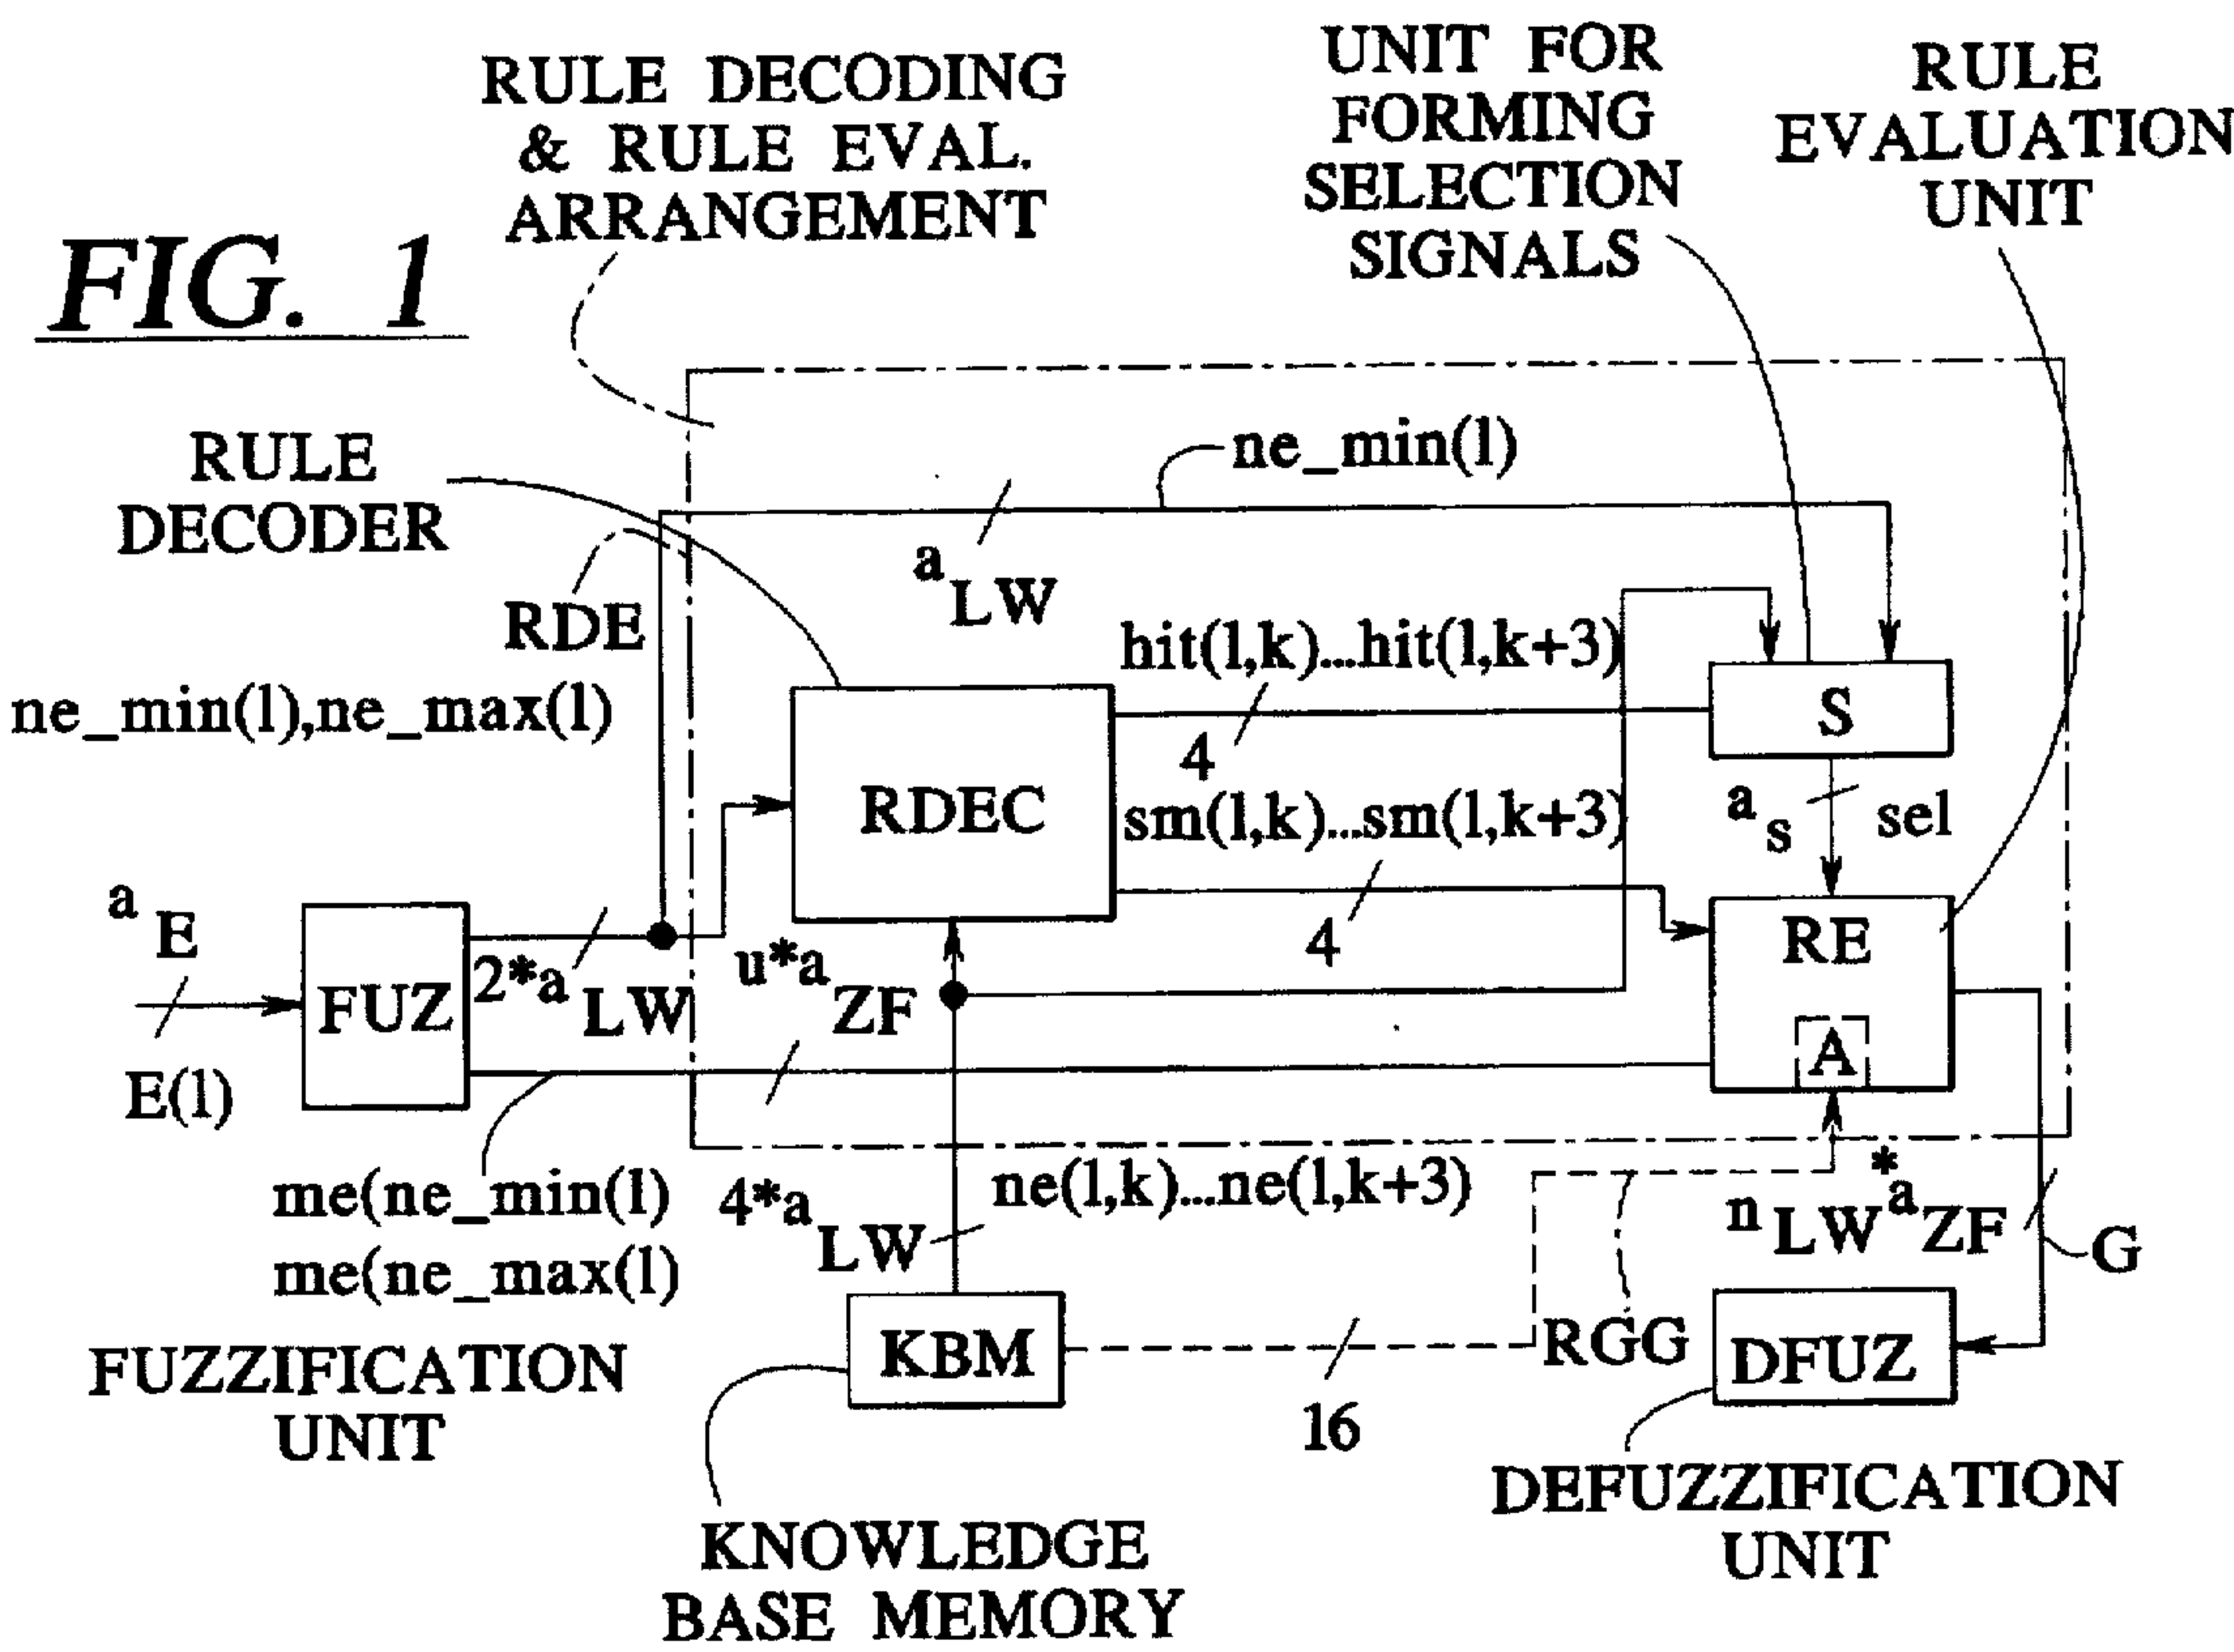 FIG. 1
RULE DECODING
& RULE EVAL.
ARRANGEMENT
UNIT FOR
FORMING
SELECTION
SIGNALS
RULE
EVALUATION
UNIT
RULE
DECODER
RDE
ne_min(l)
a LW
hit(l,k)...hit(l,k+3)
4
ne_min(l),ne_max(l)
RDEC
S
sm(l,k)...sm(l,k+3)
4
a s
sel
a E
E(l)
FUZ
2*a LW
u*a ZF
RE
A
me(ne_min(l)
me(ne_max(l)
4*a LW
ne(l,k)...ne(l,k+3)
n LW*a ZF
G
FUZZIFICATION
UNIT
KBM
16
RGG
DFUZ
KNOWLEDGE
BASE MEMORY
DEFUZZIFICATION
UNIT